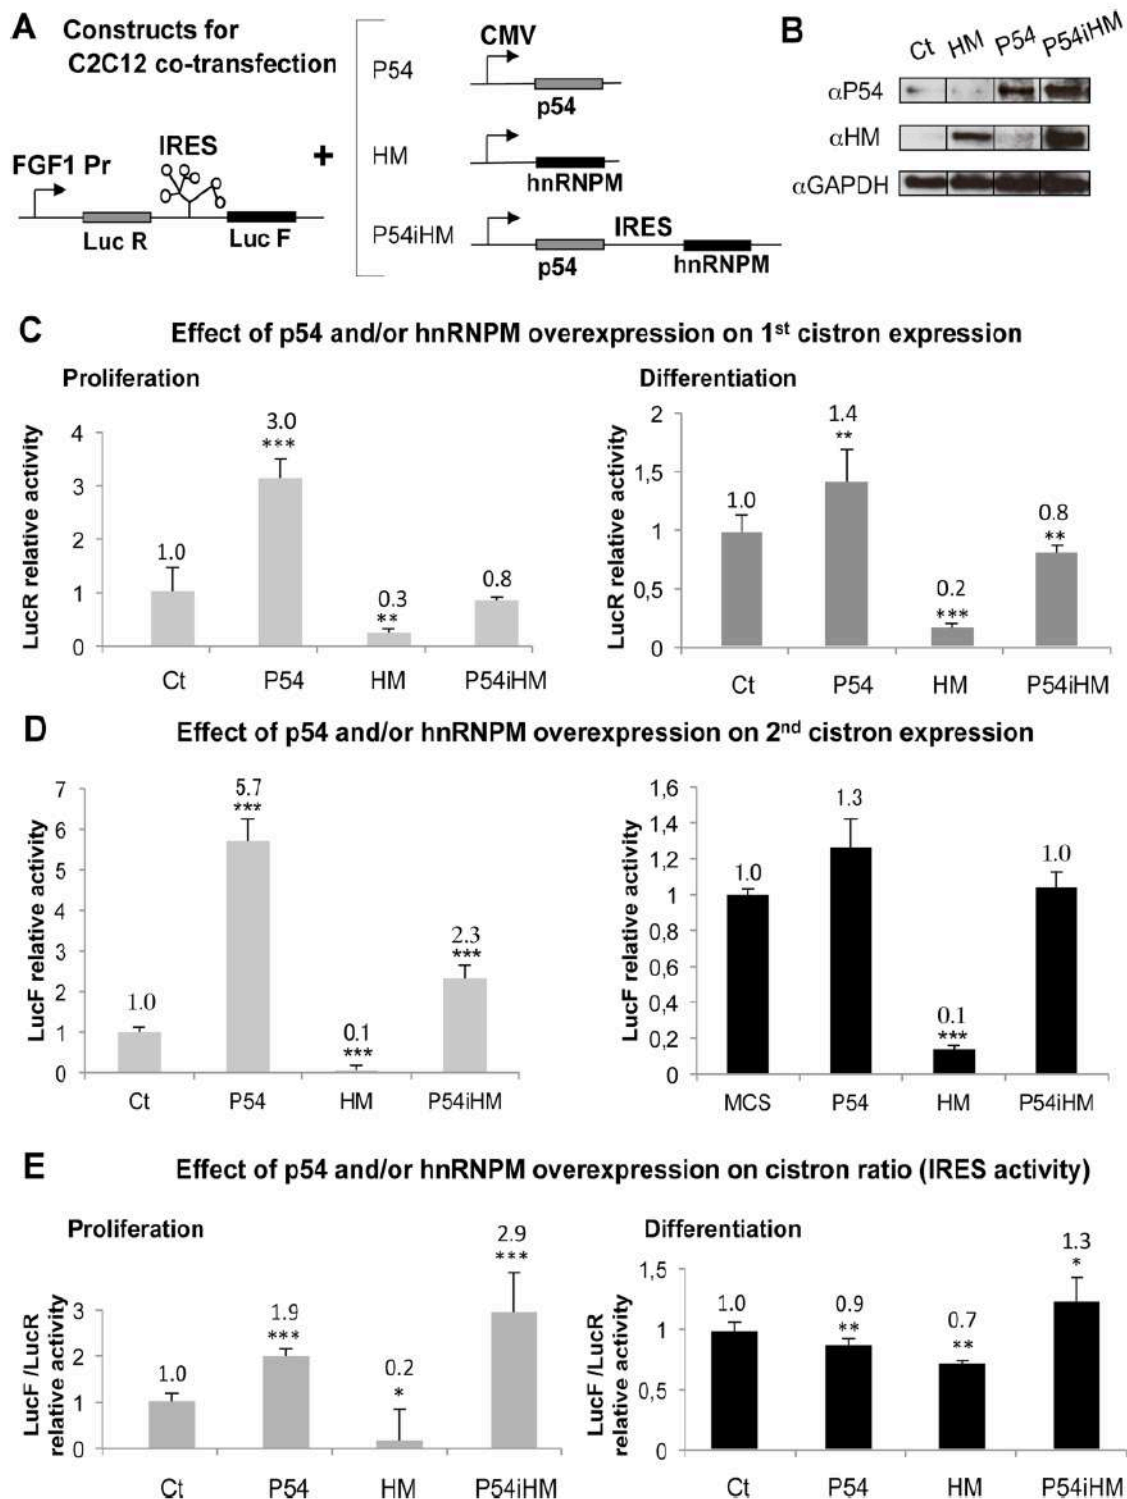 A Constructs for
C2C12 co-transfection
FGF1 Pr
IRES
Luc R
Luc F
+
P54
CMV
p54
HM
hnRNPM
P54iHM
IRES
p54
hnRNPM
B
Ct HM P54 P54iHM
αP54
αHM
αGAPDH
C Effect of p54 and/or hnRNPM overexpression on 1st cistron expression
Proliferation
LucR relative activity
4
3
2
1
0
1.0
3.0
***
0.3
**
0.8
Ct P54 HM P54iHM
Differentiation
LucR relative activity
2
1,5
1
0,5
0
1.0
1.4
**
0.2
***
0.8
**
Ct P54 HM P54iHM
D Effect of p54 and/or hnRNPM overexpression on 2nd cistron expression
LucF relative activity
7
6
5
4
3
2
1
0
1.0
5.7
***
0.1
***
2.3
***
Ct P54 HM P54iHM
LucF relative activity
1,6
1,4
1,2
1
0,8
0,6
0,4
0,2
0
1.0
1.3
0.1
***
1.0
MCS P54 HM P54iHM
E Effect of p54 and/or hnRNPM overexpression on cistron ratio (IRES activity)
Proliferation
LucF /LucR
relative activity
3
2
1
0
1.0
1.9
***
0.2
*
2.9
***
Ct P54 HM P54iHM
Differentiation
LucF /LucR
relative activity
1,5
1
0,5
0
1.0
0.9
**
0.7
**
1.3
*
Ct P54 HM P54iHM